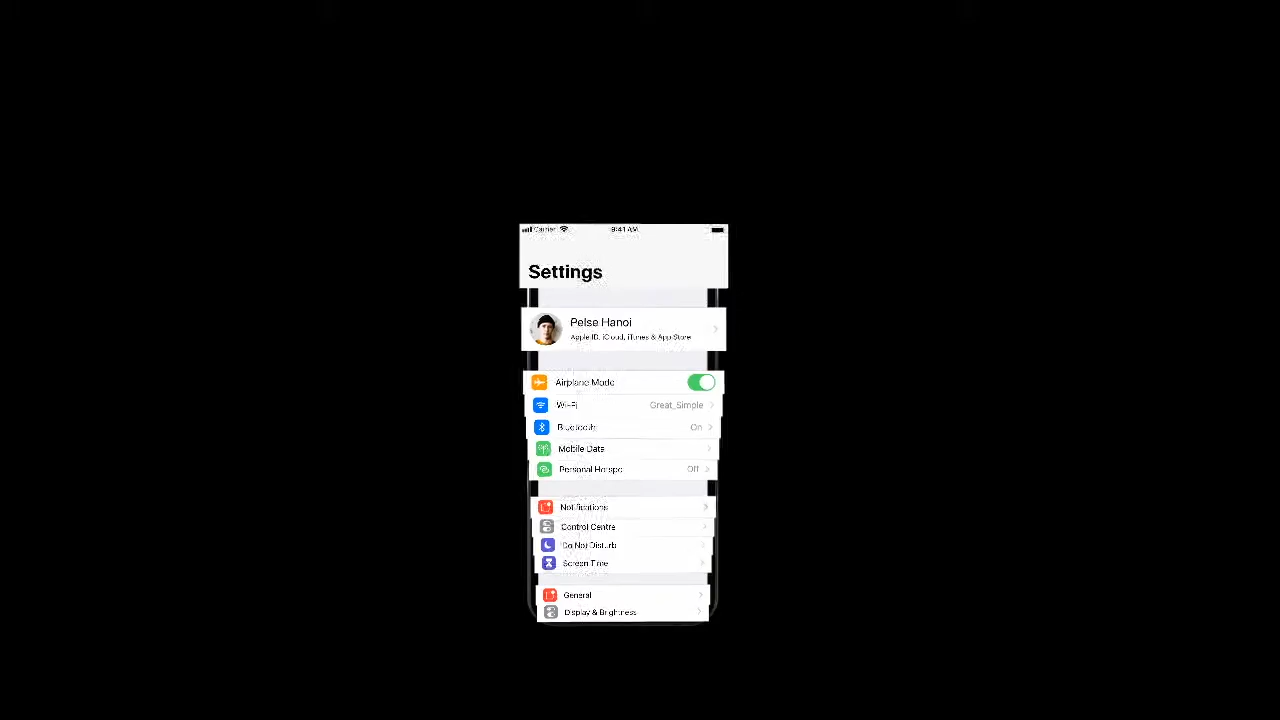 Carrier 9:41 AM
Settings
Pelse Hanoi
Apple ID, iCloud, iTunes & App Store
Airplane Mode
Wi-Fi Great_Simple
Bluetooth On
Mobile Data
Personal Hotspo Off
Notifications
Control Centre
Do Not Disturb
Screen Time
General
Display & Brightness